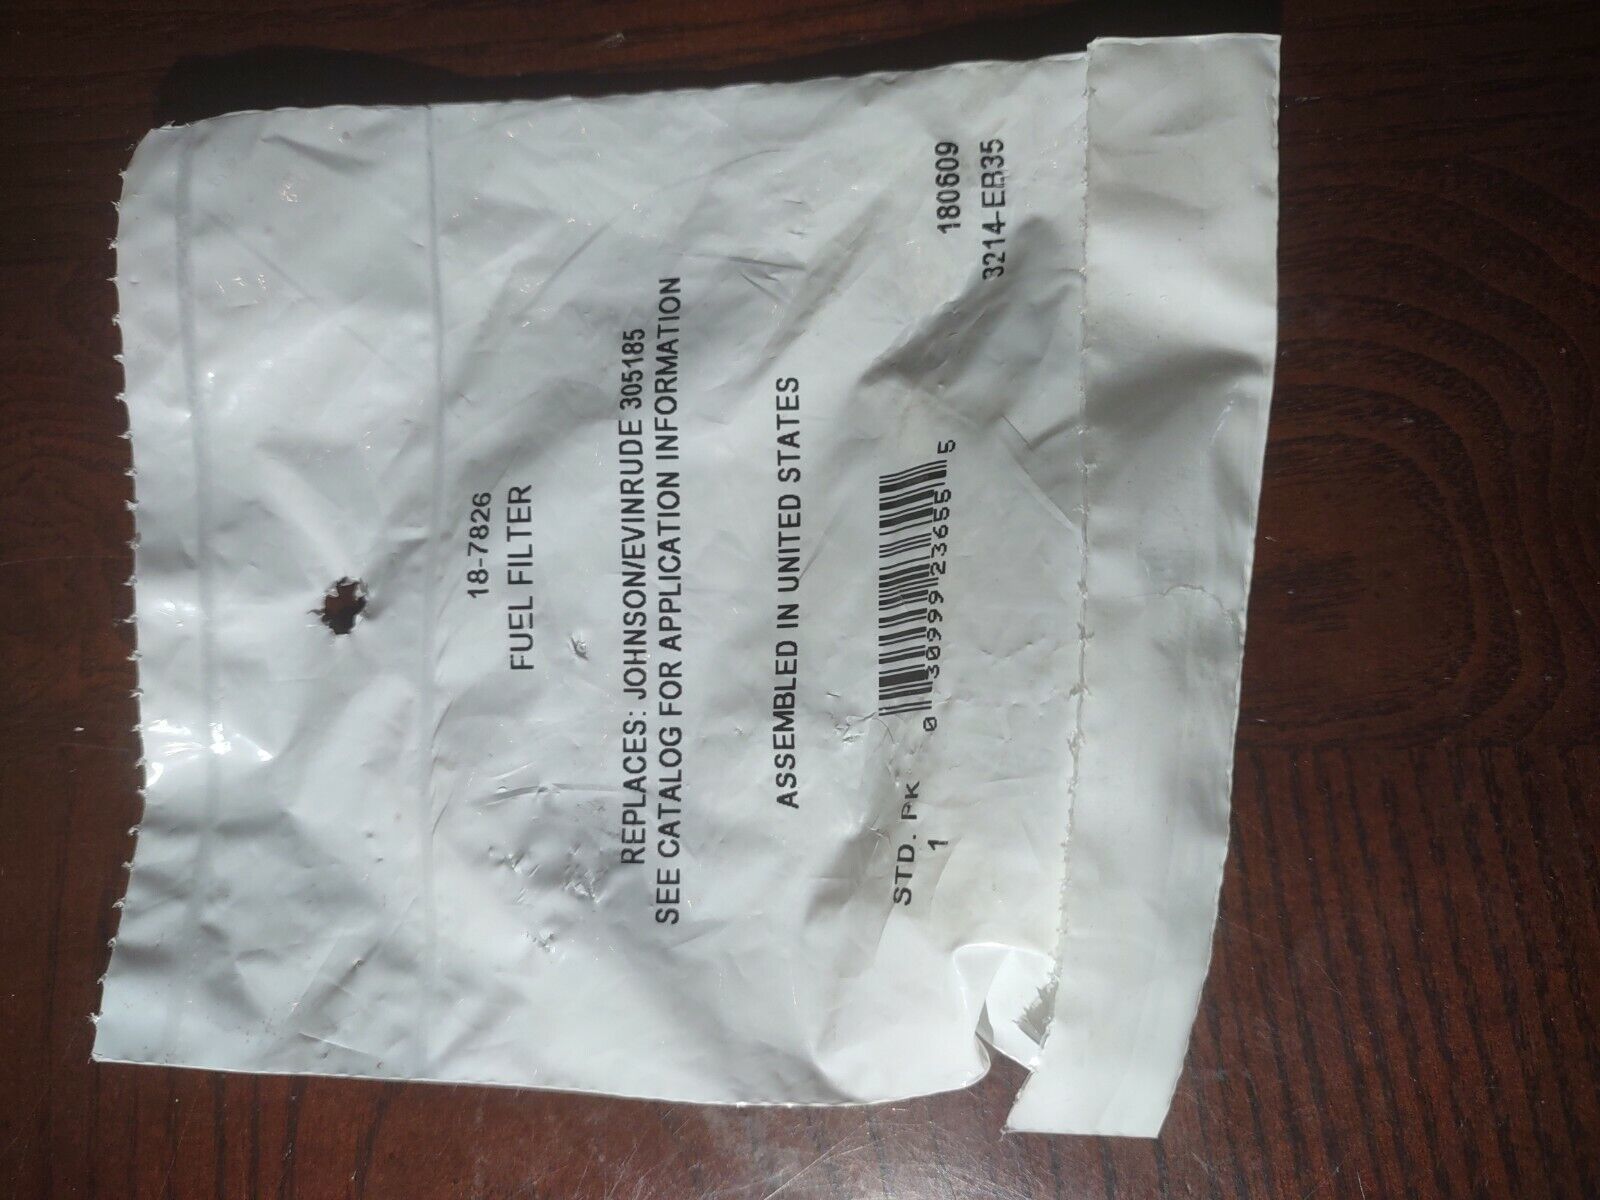 18-7826
FUEL FILTER
REPLACES: JOHNSON/EVINRUDE 305185
SEE CATALOG FOR APPLICATION INFORMATION
ASSEMBLED IN UNITED STATES
STD. PK
1
0 30999 23655 5
180609
3214-EB35